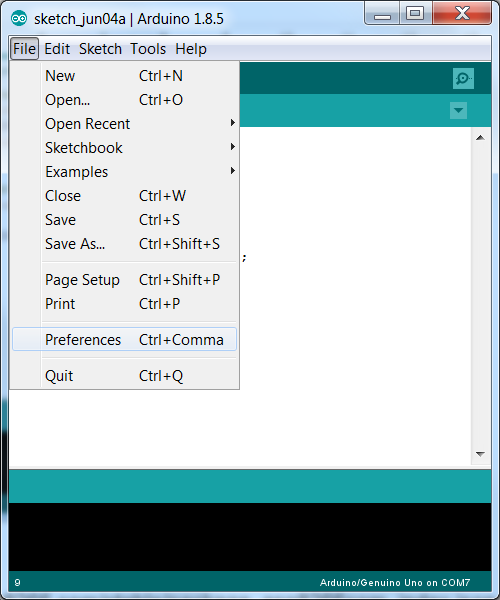 sketch_jun04a | Arduino 1.8.5
File Edit Sketch Tools Help
New Ctrl+N
Open... Ctrl+O
Open Recent
Sketchbook
Examples
Close Ctrl+W
Save Ctrl+S
Save As... Ctrl+Shift+S
;
Page Setup Ctrl+Shift+P
Print Ctrl+P
Preferences Ctrl+Comma
Quit Ctrl+Q
9 Arduino/Genuino Uno on COM7